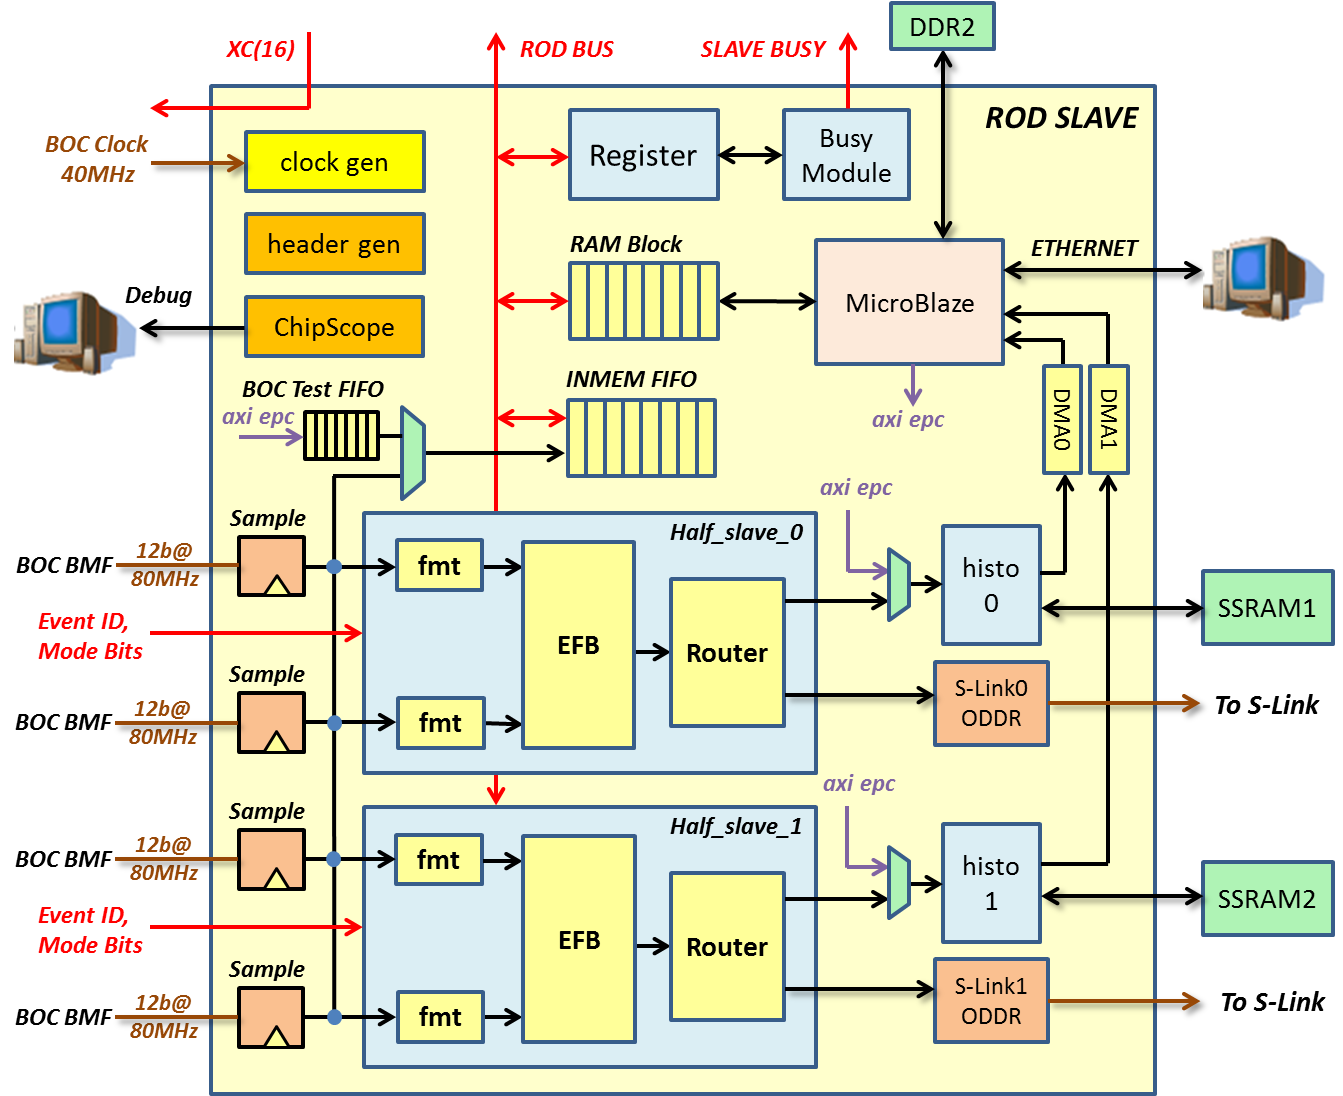 DDR2
XC(16)
ROD BUS
SLAVE BUSY
ROD SLAVE
BOC Clock
40MHz
clock gen
Register
Busy
Module
header gen
RAM Block
ETHERNET
MicroBlaze
Debug
ChipScope
BOC Test FIFO
axi epc
INMEM FIFO
axi epc
DMA0
DMA1
axi epc
Sample
Half_slave_0
BOC BMF
12b@
80MHz
fmt
histo
0
SSRAM1
Event ID,
Mode Bits
EFB
Router
Sample
BOC BMF
12b@
80MHz
fmt
S-Link0
ODDR
To S-Link
axi epc
Sample
Half_slave_1
BOC BMF
12b@
80MHz
fmt
histo
1
SSRAM2
Event ID,
Mode Bits
EFB
Router
Sample
BOC BMF
12b@
80MHz
fmt
S-Link1
ODDR
To S-Link